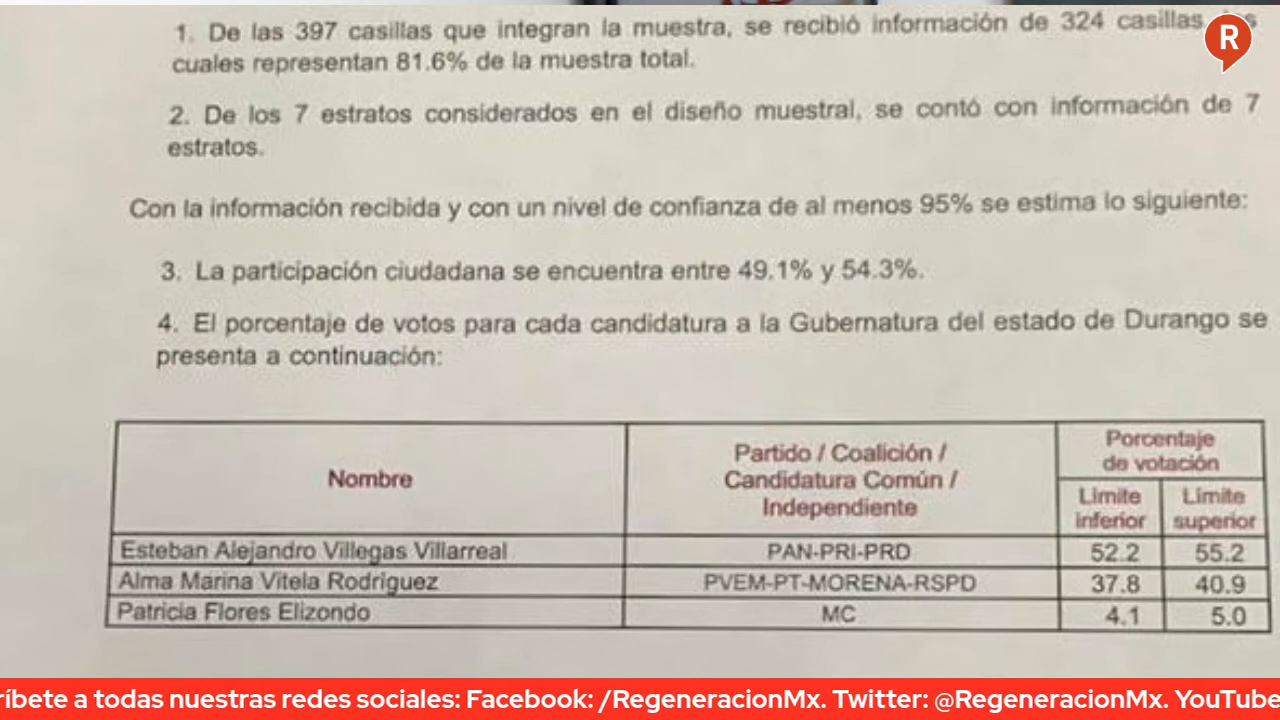 1. De las 397 casillas que integran la muestra, se recibió información de 324 casillas,
R
cuales representan 81.6% de la muestra total.
2. De los 7 estratos considerados en el diseño muestral, se contó con información de 7
estratos.
Con la información recibida y con un nivel de confianza de al menos 95% se estima lo siguiente:
3. La participación ciudadana se encuentra entre 49.1% y 54.3%.
4. El porcentaje de votos para cada candidatura a la Gubernatura del estado de Durango se
presenta a continuación:
Nombre
Partido / Coalición /
Candidatura Común /
Independiente
Porcentaje
de votación
Límite
inferior
Límite
superior
Esteban Alejandro Villegas Villarreal PAN-PRI-PRD 52.2 55.2
Alma Marina Vitela Rodríguez PVEM-PT-MORENA-RSPD 37.8 40.9
Patricia Flores Elizondo MC 4.1 5.0
ríbete a todas nuestras redes sociales: Facebook: /RegeneracionMx. Twitter: @RegeneracionMx. YouTube